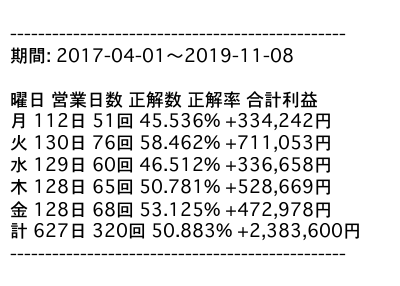 ------------------------------------------------
期間: 2017-04-01～2019-11-08
曜日 営業日数 正解数 正解率 合計利益
月 112日 51回 45.536% +334,242円
火 130日 76回 58.462% +711,053円
水 129日 60回 46.512% +336,658円
木 128日 65回 50.781% +528,669円
金 128日 68回 53.125% +472,978円
計 627日 320回 50.883% +2,383,600円
------------------------------------------------